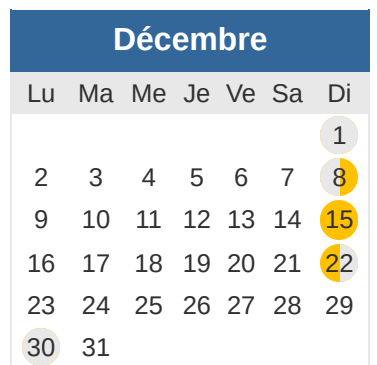 Décembre
Lu Ma Me Je Ve Sa Di
1
2 3 4 5 6 7 8
9 10 11 12 13 14 15
16 17 18 19 20 21 22
23 24 25 26 27 28 29
30 31